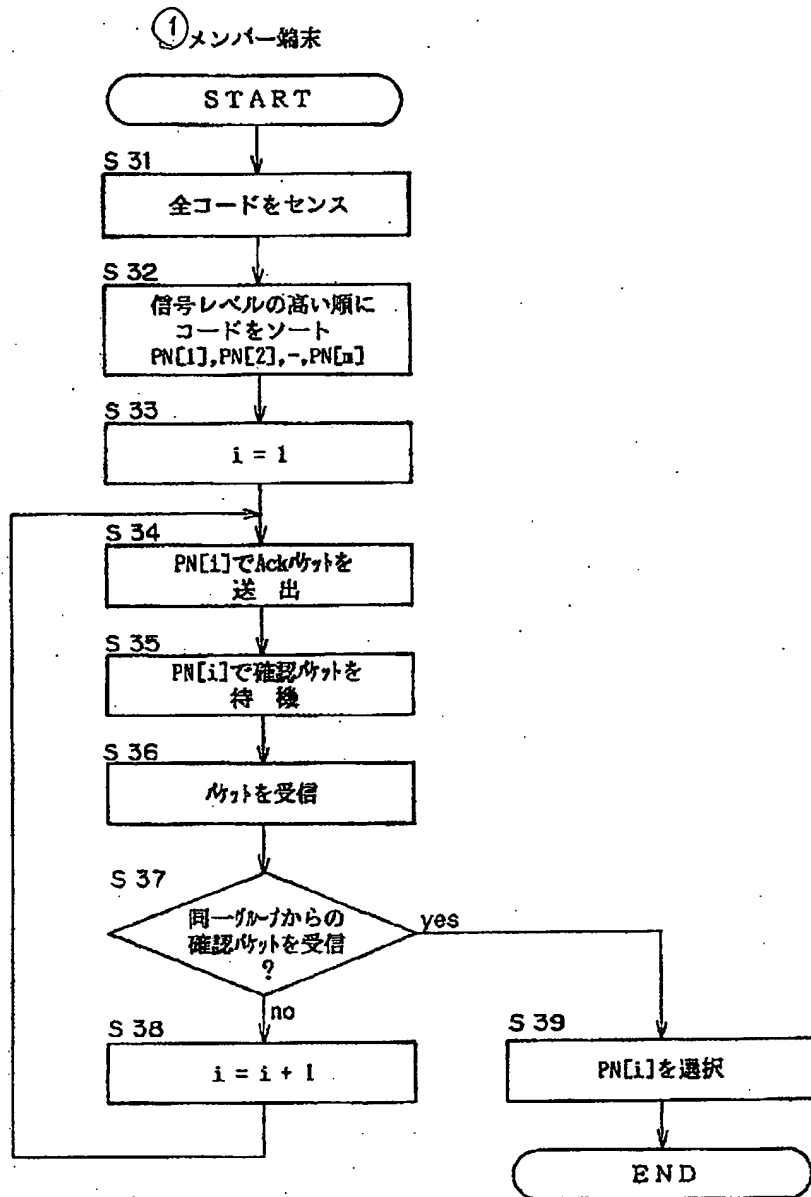 ① メンバー端末
START
S 31
全コードをセンス
S 32
信号レベルの高い順に
コードをソート
PN[1],PN[2],-,PN[m]
S 33
i = 1
S 34
PN[i]でAckパケットを
送 出
S 35
PN[i]で確認パケットを
待 機
S 36
パケットを受信
S 37
同一グループからの
確認パケットを受信
?
yes
no
S 38
i = i + 1
S 39
PN[i]を選択
END